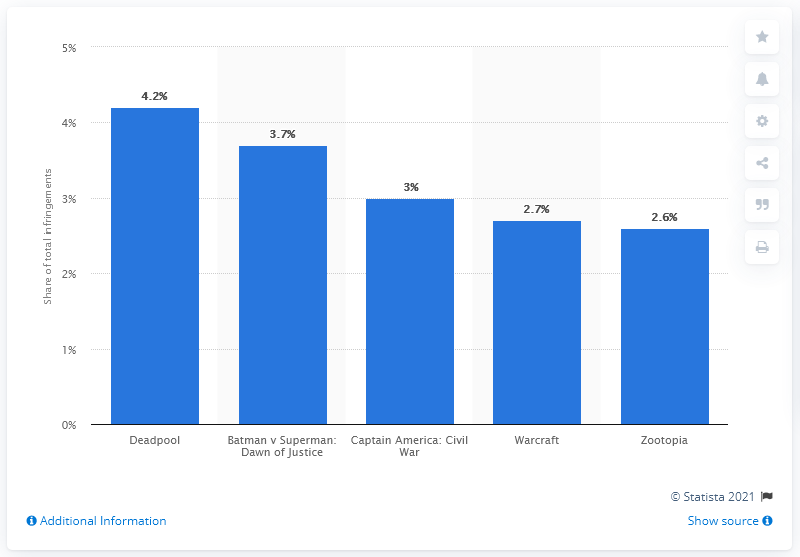 5%
4.2%
4%
3.7%
3%
3%
2.7%
2.6%
2%
1%
0%
Share of total infringements
Deadpool
Batman v Superman:
Dawn of Justice
Captain America: Civil
War
Warcraft
Zootopia
© Statista 2021
Additional Information
Show source